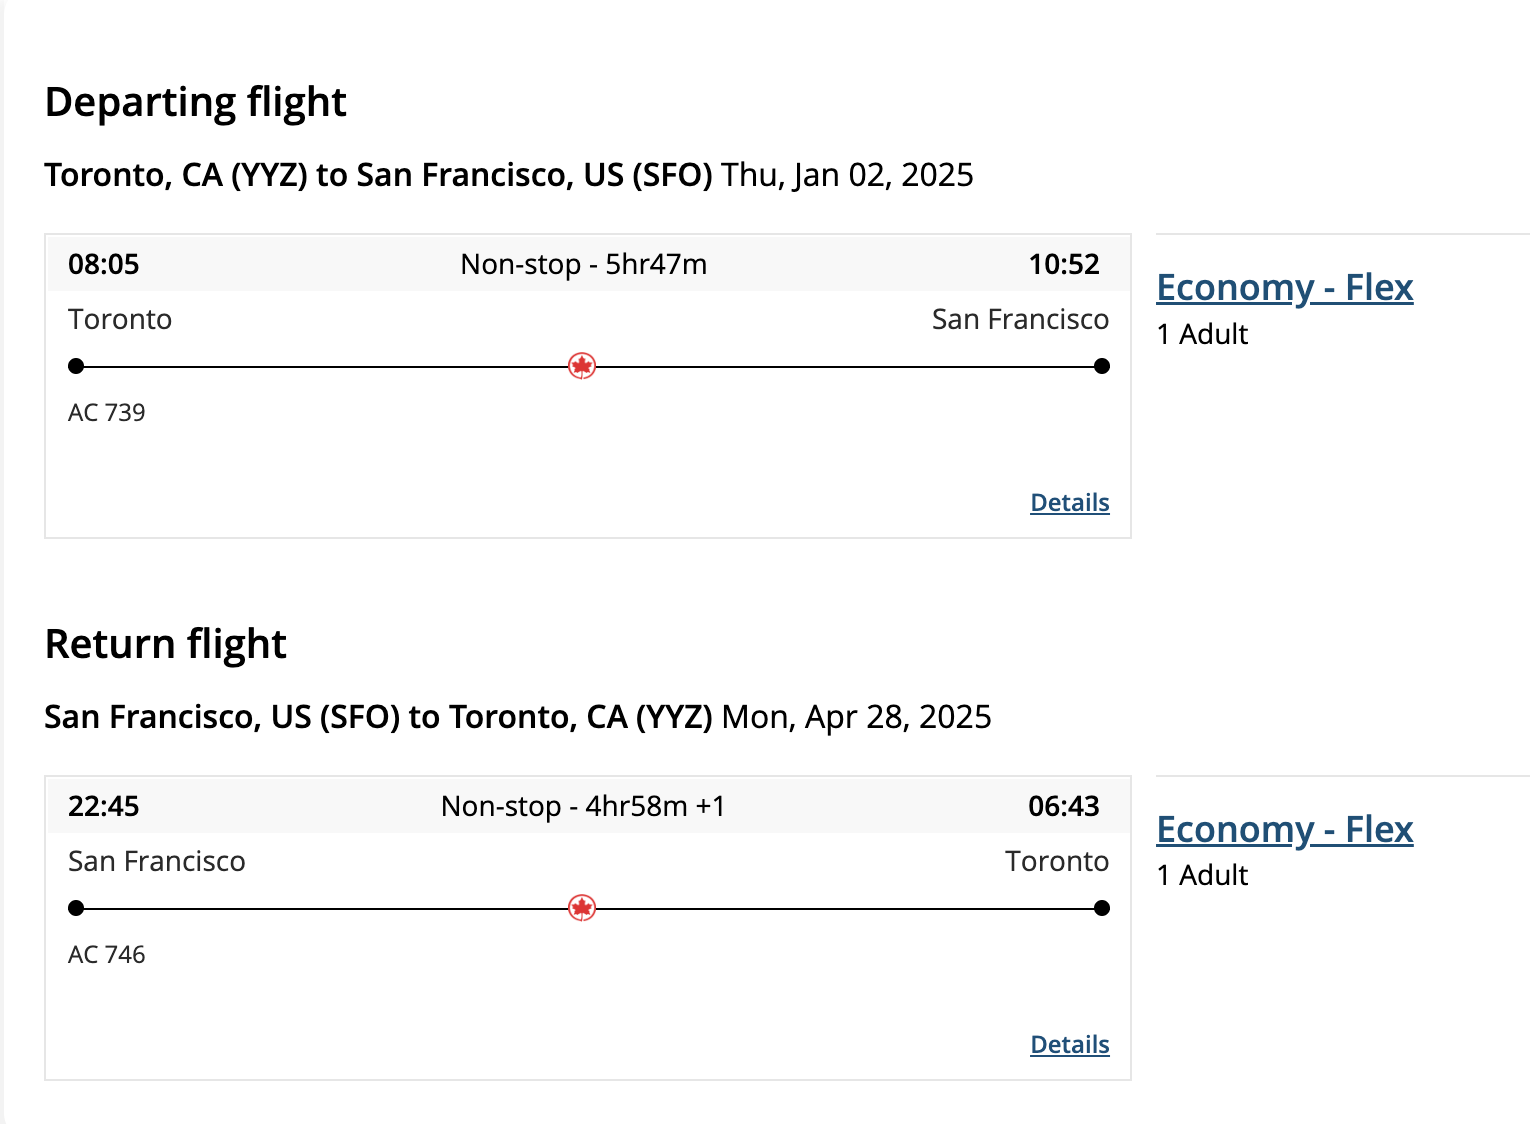 Departing flight
Toronto, CA (YYZ) to San Francisco, US (SFO) Thu, Jan 02, 2025
08:05 Non-stop - 5hr47m 10:52
Toronto San Francisco
AC 739
Details
Economy - Flex
1 Adult
Return flight
San Francisco, US (SFO) to Toronto, CA (YYZ) Mon, Apr 28, 2025
22:45 Non-stop - 4hr58m +1 06:43
San Francisco Toronto
AC 746
Details
Economy - Flex
1 Adult